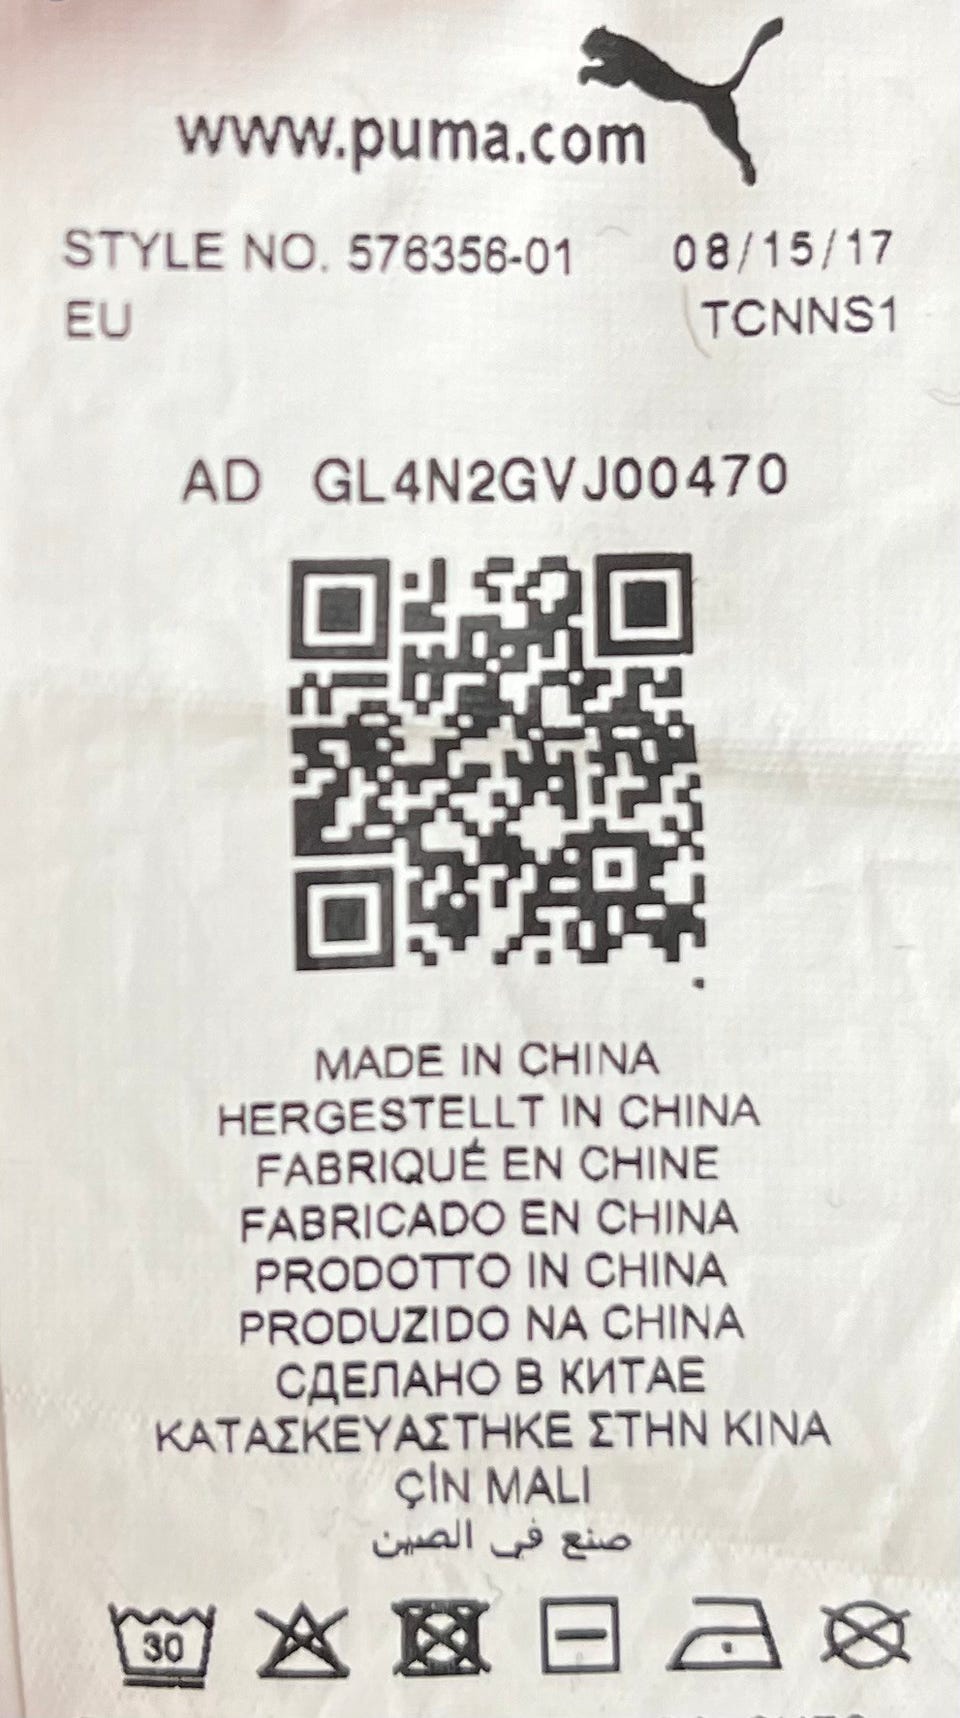 www.puma.com
STYLE NO. 576356-01 08/15/17
EU TCNNS1
AD GL4N2GVJ00470
MADE IN CHINA
HERGESTELLT IN CHINA
FABRIQUÉ EN CHINE
FABRICADO EN CHINA
PRODOTTO IN CHINA
PRODUZIDO NA CHINA
СДЕЛАНО В КИТАЕ
ΚΑΤΑΣΚΕΥΑΣΤΗΚΕ ΣΤΗΝ ΚΙΝΑ
ÇİN MALI
صنع في الصين
30